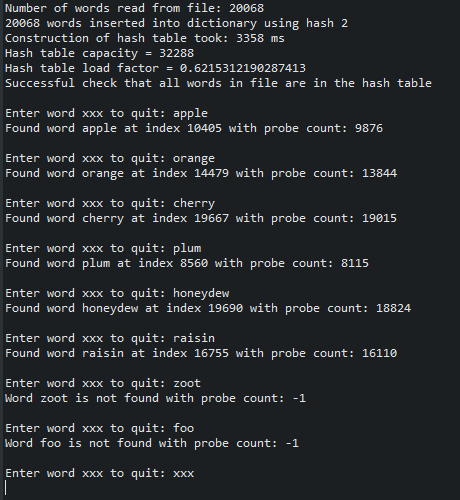 Number of words read from file: 20068
20068 words inserted into dictionary using hash 2
Construction of hash table took: 3358 ms
Hash table capacity = 32288
Hash table load factor = 0.6215312190287413
Successful check that all words in file are in the hash table
Enter word xxx to quit: apple
Found word apple at index 10405 with probe count: 9876
Enter word xxx to quit: orange
Found word orange at index 14479 with probe count: 13844
Enter word xxx to quit: cherry
Found word cherry at index 19667 with probe count: 19015
Enter word xxx to quit: plum
Found word plum at index 8560 with probe count: 8115
Enter word xxx to quit: honeydew
Found word honeydew at index 19690 with probe count: 18824
Enter word xxx to quit: raisin
Found word raisin at index 16755 with probe count: 16110
Enter word xxx to quit: zoot
Word zoot is not found with probe count: -1
Enter word xxx to quit: foo
Word foo is not found with probe count: -1
Enter word xxx to quit: xxx